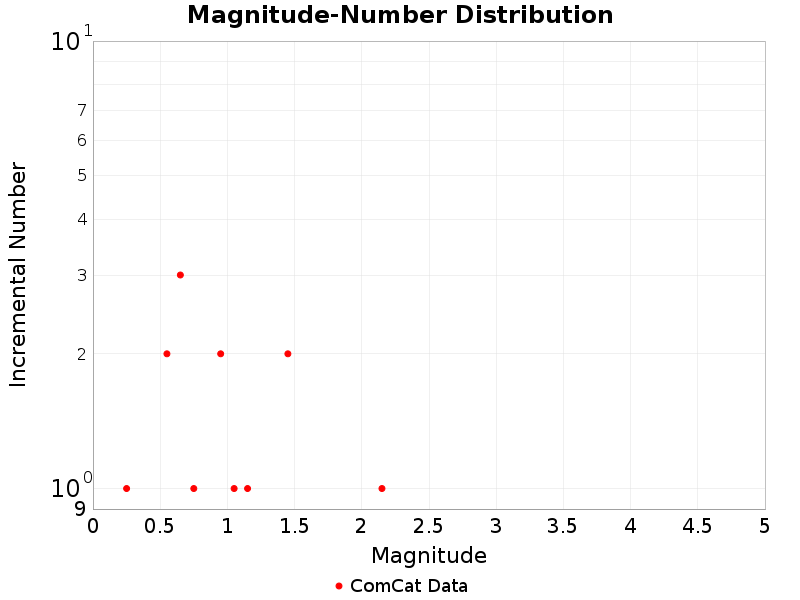 Magnitude-Number Distribution
Incremental Number
10^1
7
6
5
4
3
2
10^0
9
0 0.5 1 1.5 2 2.5 3 3.5 4 4.5 5
Magnitude
ComCat Data